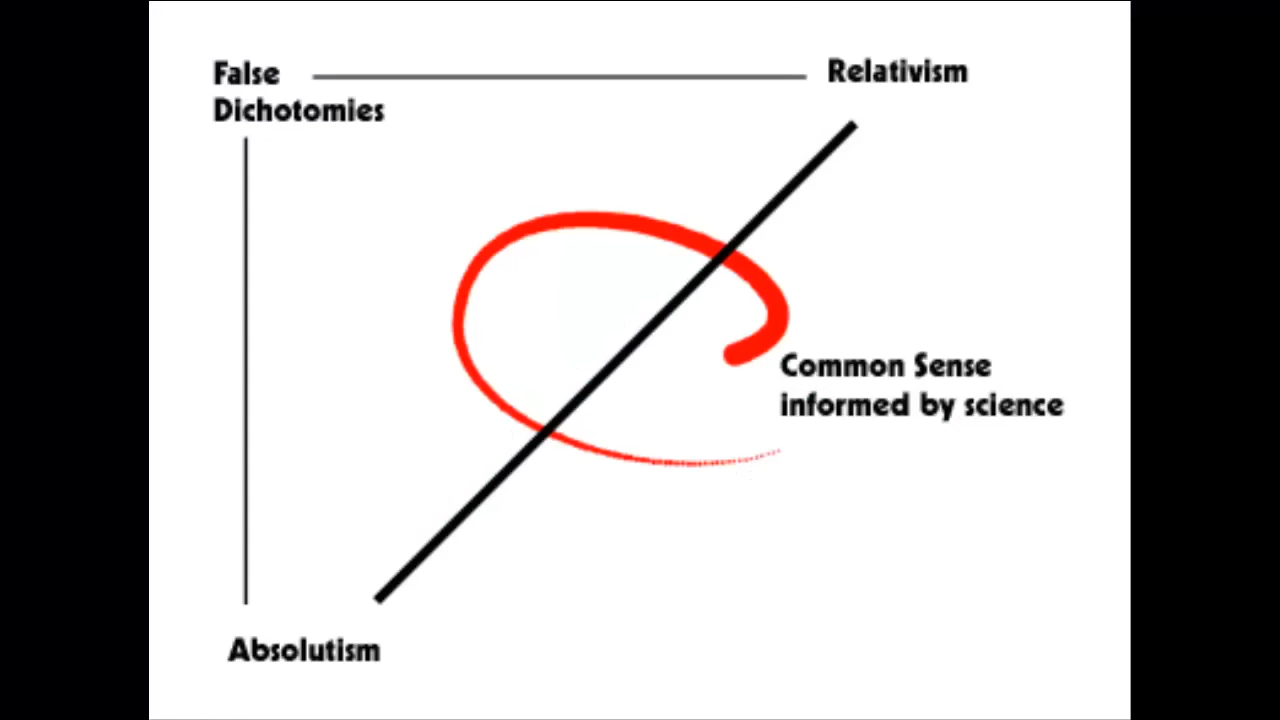 False
Dichotomies
Relativism
Common Sense
informed by science
Absolutism